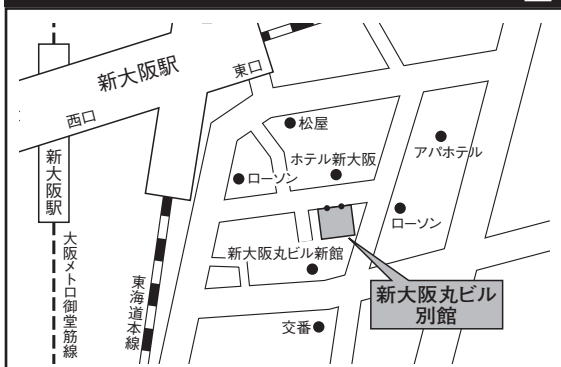 新大阪駅
東口
西口
松屋
ホテル新大阪
アパホテル
ローソン
新大阪駅
ローソン
新大阪丸ビル新館
大阪メトロ御堂筋線
東海道本線
新大阪丸ビル
別館
交番